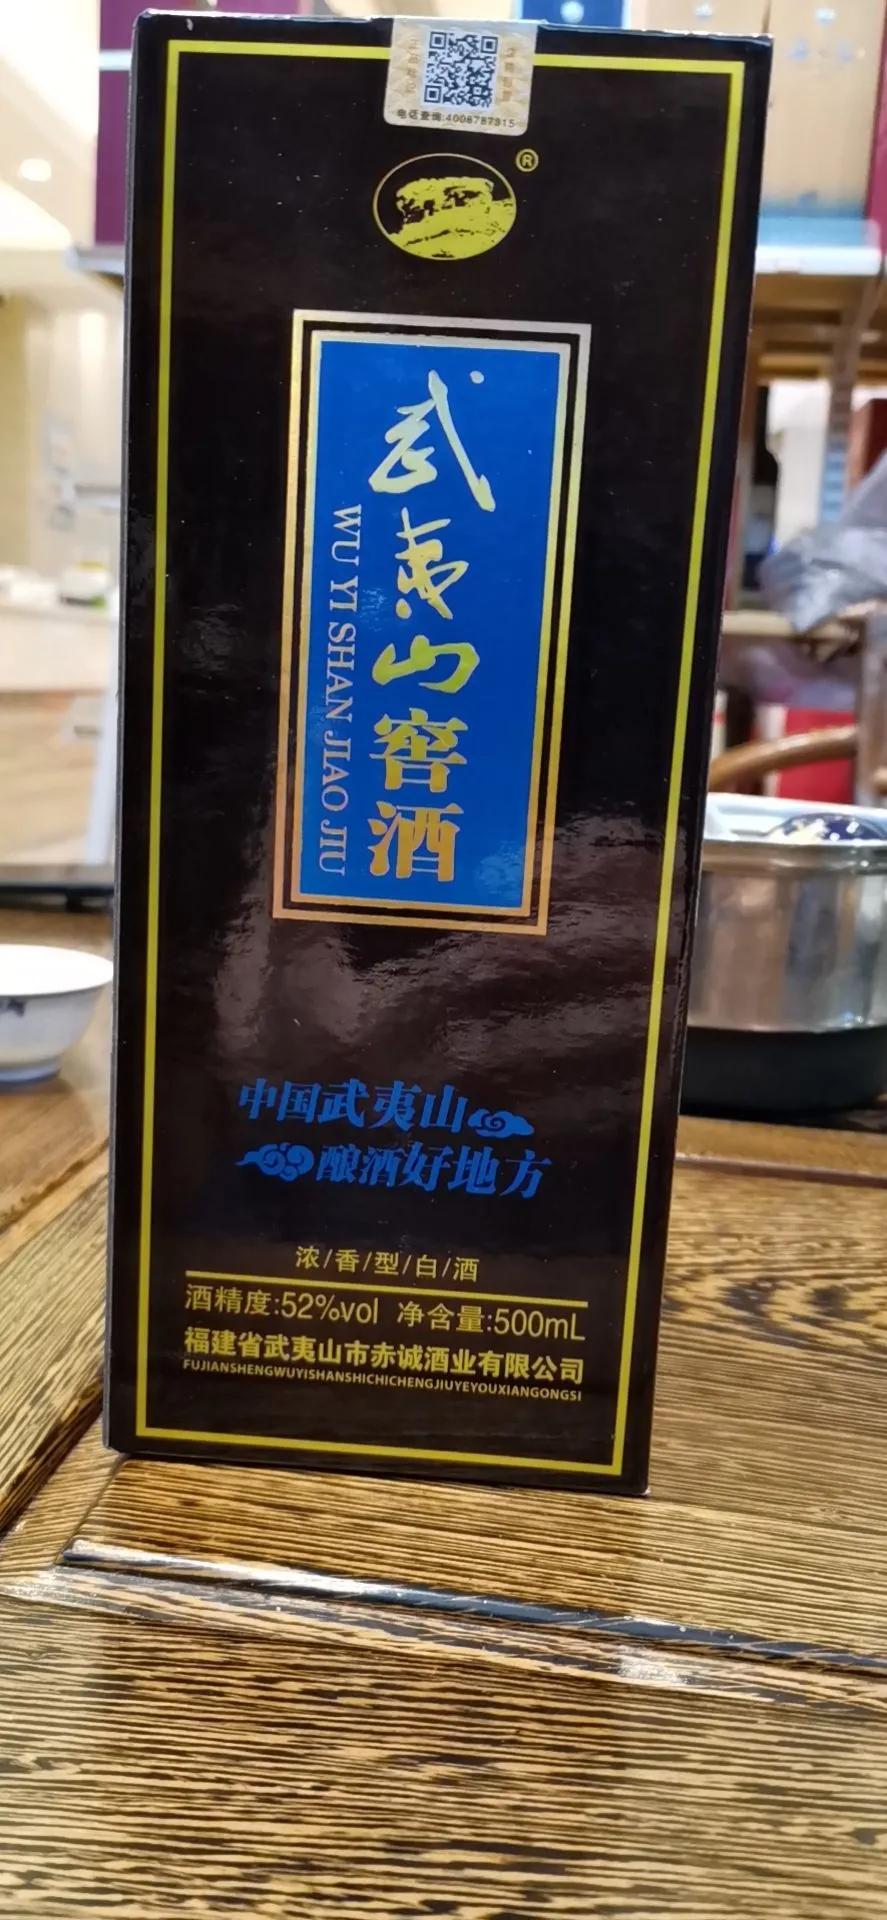 电话查询:4008787315
®
武夷山窖酒
WU YI SHAN JIAO JIU
中国武夷山
酿酒好地方
浓/香/型/白/酒
酒精度:52%vol 净含量:500mL
福建省武夷山市赤诚酒业有限公司
FUJIANSHENGWUYISHANSHICHICHENGJIUYEYOUXIANGONGSI